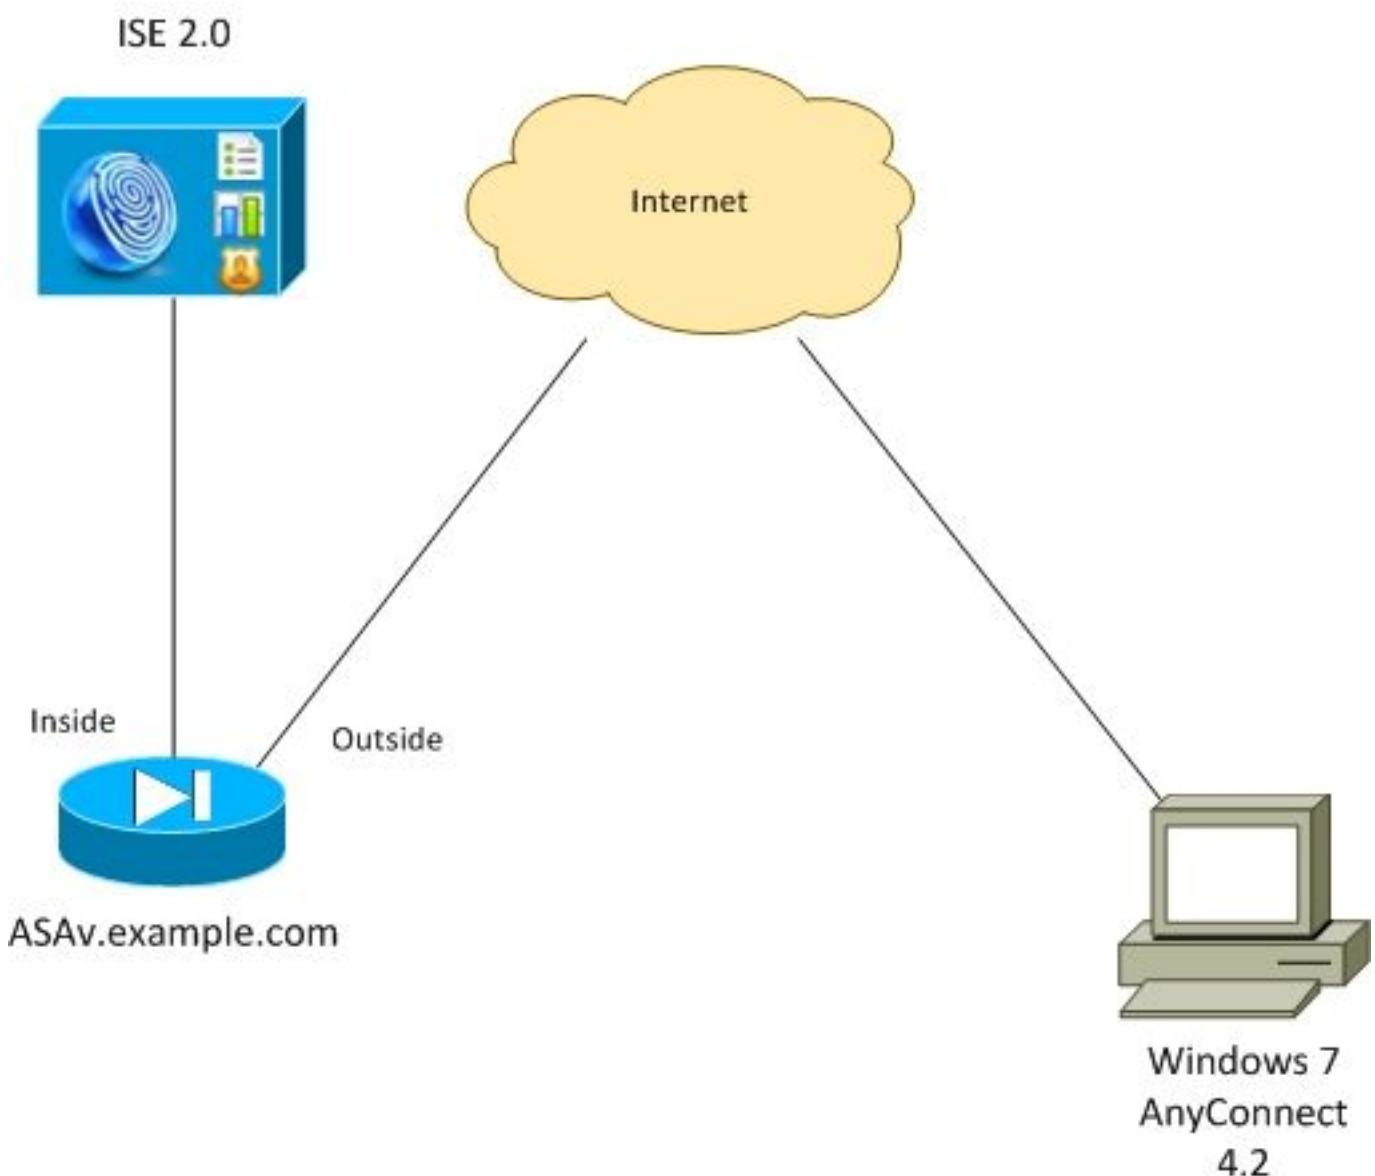 ISE 2.0
Internet
Inside
Outside
ASAv.example.com
Windows 7
AnyConnect
4.2